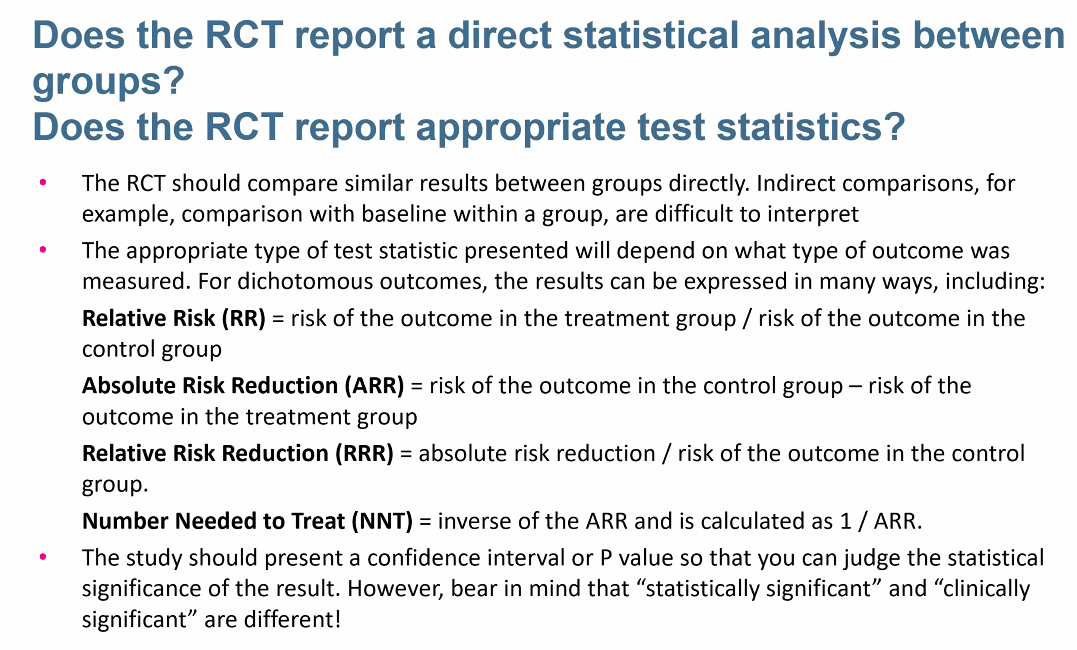 Does the RCT report a direct statistical analysis between
groups?
Does the RCT report appropriate test statistics?
• The RCT should compare similar results between groups directly. Indirect comparisons, for
example, comparison with baseline within a group, are difficult to interpret
• The appropriate type of test statistic presented will depend on what type of outcome was
measured. For dichotomous outcomes, the results can be expressed in many ways, including:
Relative Risk (RR) = risk of the outcome in the treatment group / risk of the outcome in the
control group
Absolute Risk Reduction (ARR) = risk of the outcome in the control group – risk of the
outcome in the treatment group
Relative Risk Reduction (RRR) = absolute risk reduction / risk of the outcome in the control
group.
Number Needed to Treat (NNT) = inverse of the ARR and is calculated as 1 / ARR.
• The study should present a confidence interval or P value so that you can judge the statistical
significance of the result. However, bear in mind that “statistically significant” and “clinically
significant” are different!